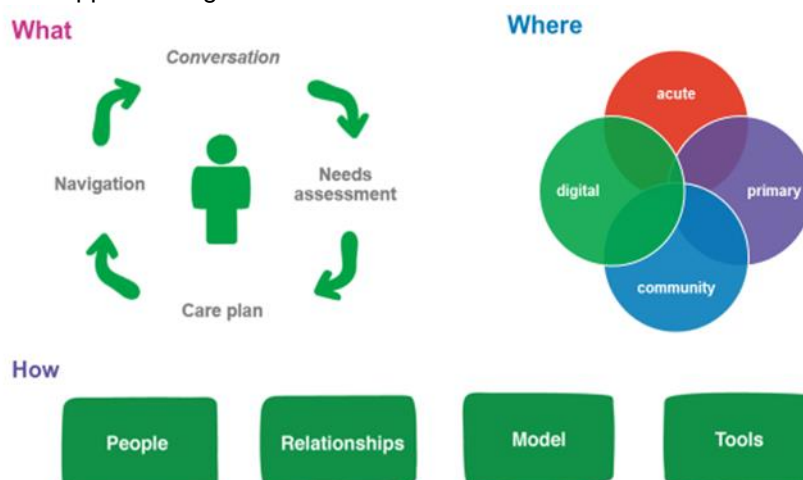 What
Where
Conversation
acute
Navigation
Needs
assessment
digital
primary
Care plan
community
How
People
Relationships
Model
Tools